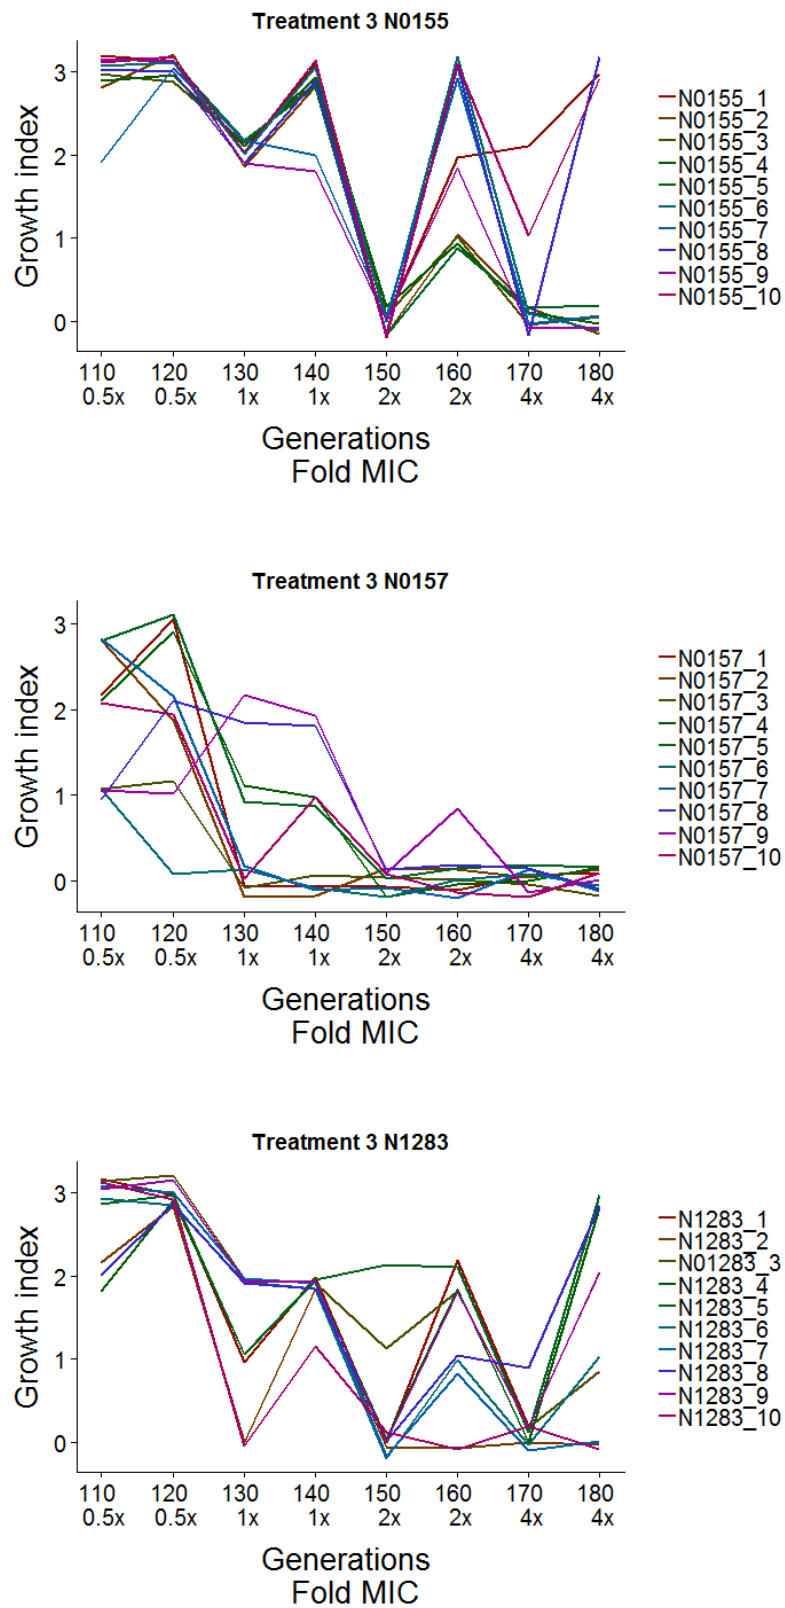 Treatment 3 N0155
Growth index
3
2
1
0
110 120 130 140 150 160 170 180
0.5x 0.5x 1x 1x 2x 2x 4x 4x
Generations
Fold MIC
N0155_1
N0155_2
N0155_3
N0155_4
N0155_5
N0155_6
N0155_7
N0155_8
N0155_9
N0155_10
Treatment 3 N0157
Growth index
3
2
1
0
110 120 130 140 150 160 170 180
0.5x 0.5x 1x 1x 2x 2x 4x 4x
Generations
Fold MIC
N0157_1
N0157_2
N0157_3
N0157_4
N0157_5
N0157_6
N0157_7
N0157_8
N0157_9
N0157_10
Treatment 3 N1283
Growth index
3
2
1
0
110 120 130 140 150 160 170 180
0.5x 0.5x 1x 1x 2x 2x 4x 4x
Generations
Fold MIC
N1283_1
N1283_2
N01283_3
N1283_4
N1283_5
N1283_6
N1283_7
N1283_8
N1283_9
N1283_10